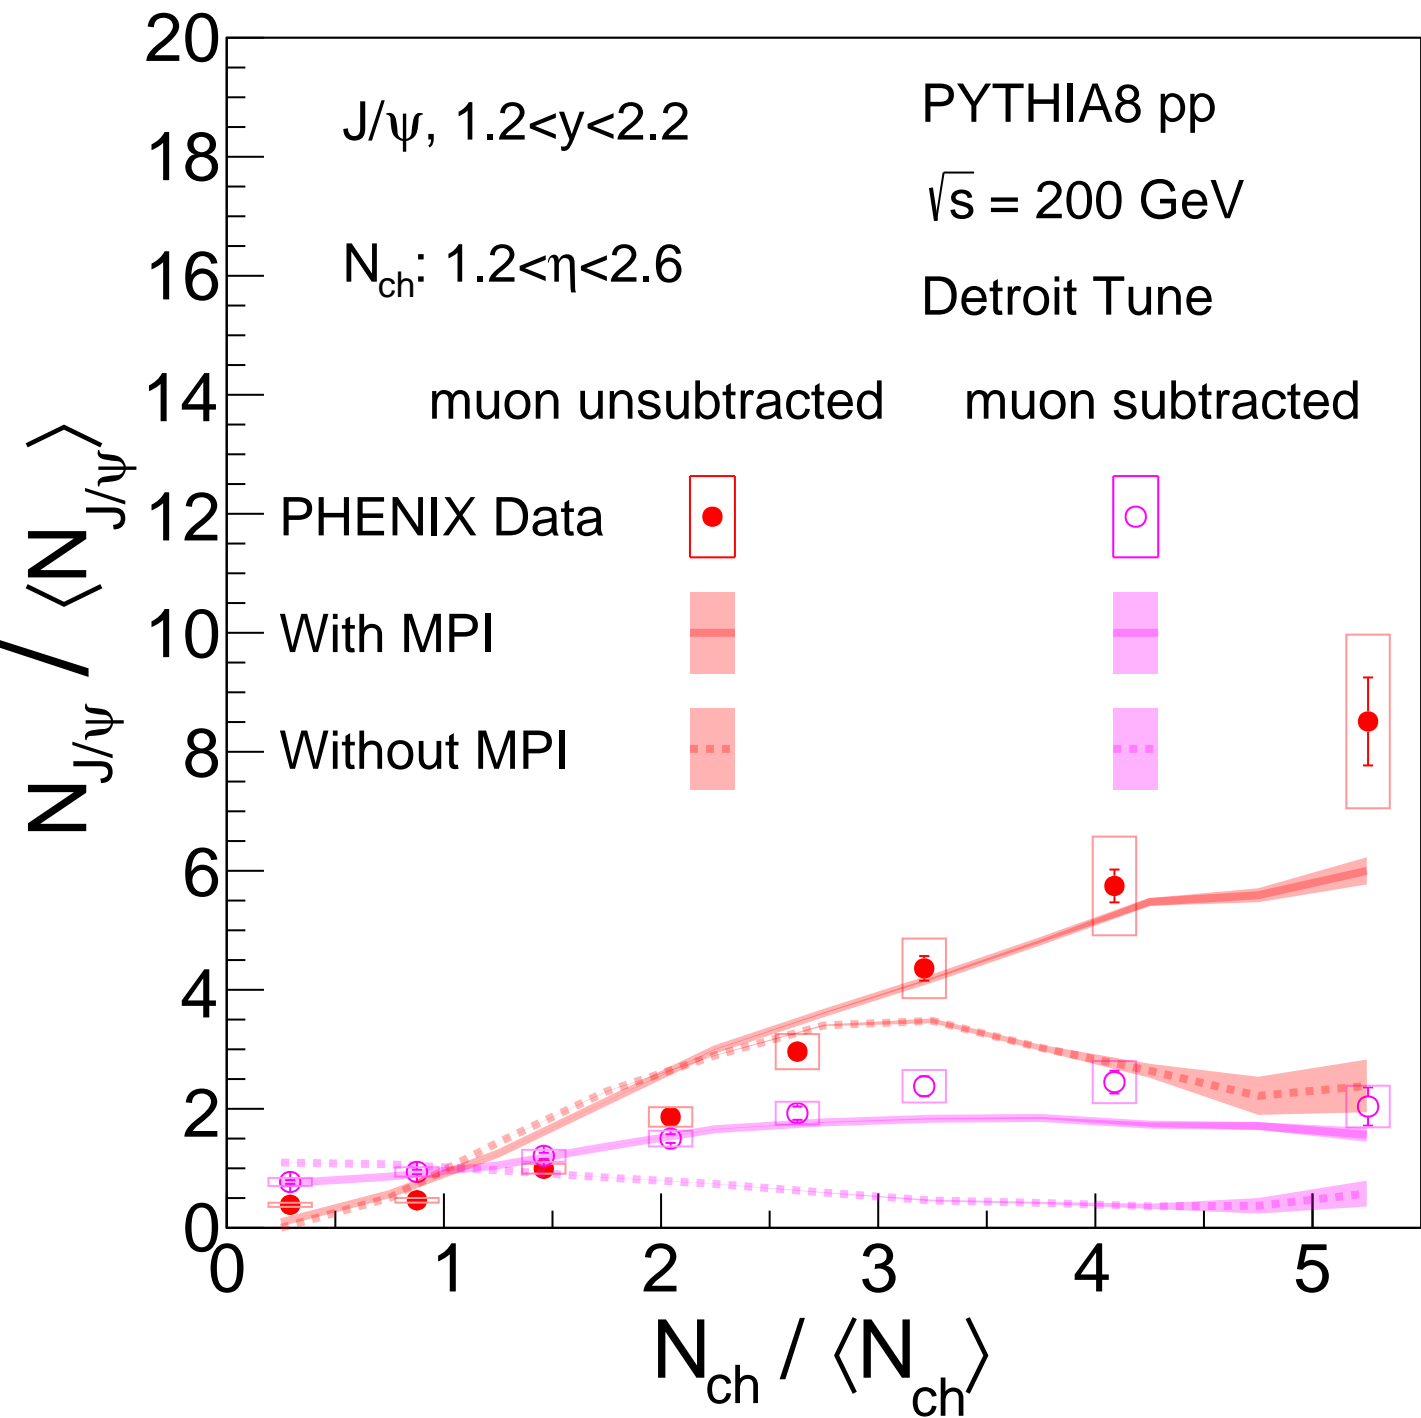 J/ψ, 1.2<y<2.2
PYTHIA8 pp
√s = 200 GeV
N_ch: 1.2<η<2.6
Detroit Tune
muon unsubtracted
muon subtracted
PHENIX Data
With MPI
Without MPI
20
18
16
14
12
10
8
6
4
2
0
0 1 2 3 4 5
N_J/ψ / ⟨N_J/ψ⟩
N_ch / ⟨N_ch⟩